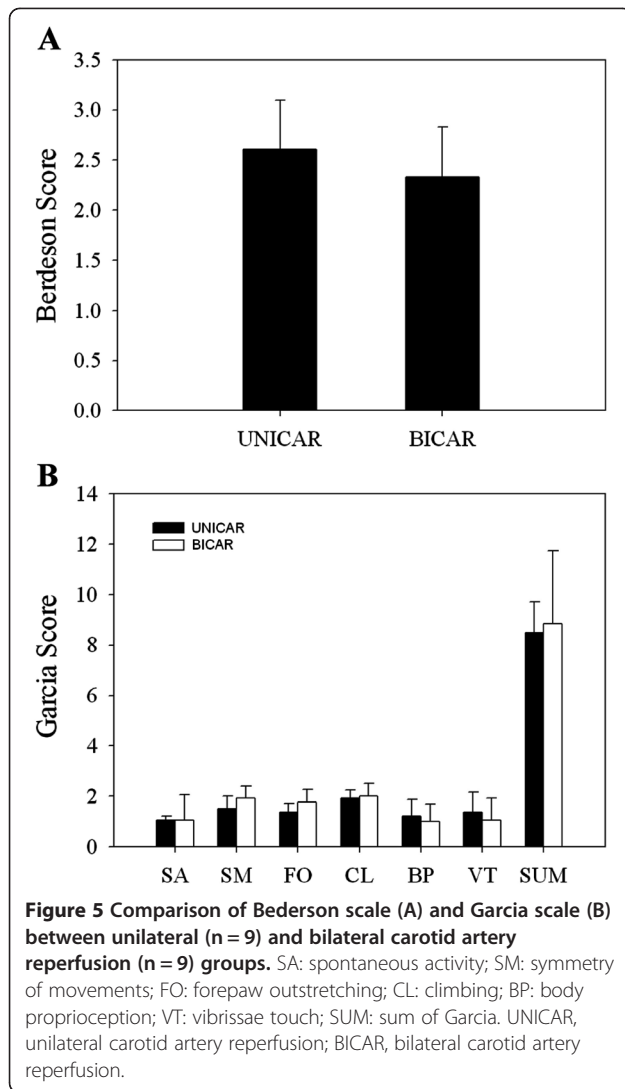 A
3.5
3.0
2.5
2.0
1.5
1.0
0.5
0.0
Berdeson Score
UNICAR BICAR
B
14
12
10
8
6
4
2
0
Garcia Score
UNICAR
BICAR
SA SM FO CL BP VT SUM
Figure 5 Comparison of Bederson scale (A) and Garcia scale (B)
between unilateral (n = 9) and bilateral carotid artery
reperfusion (n = 9) groups. SA: spontaneous activity; SM: symmetry
of movements; FO: forepaw outstretching; CL: climbing; BP: body
proprioception; VT: vibrissae touch; SUM: sum of Garcia. UNICAR,
unilateral carotid artery reperfusion; BICAR, bilateral carotid artery
reperfusion.